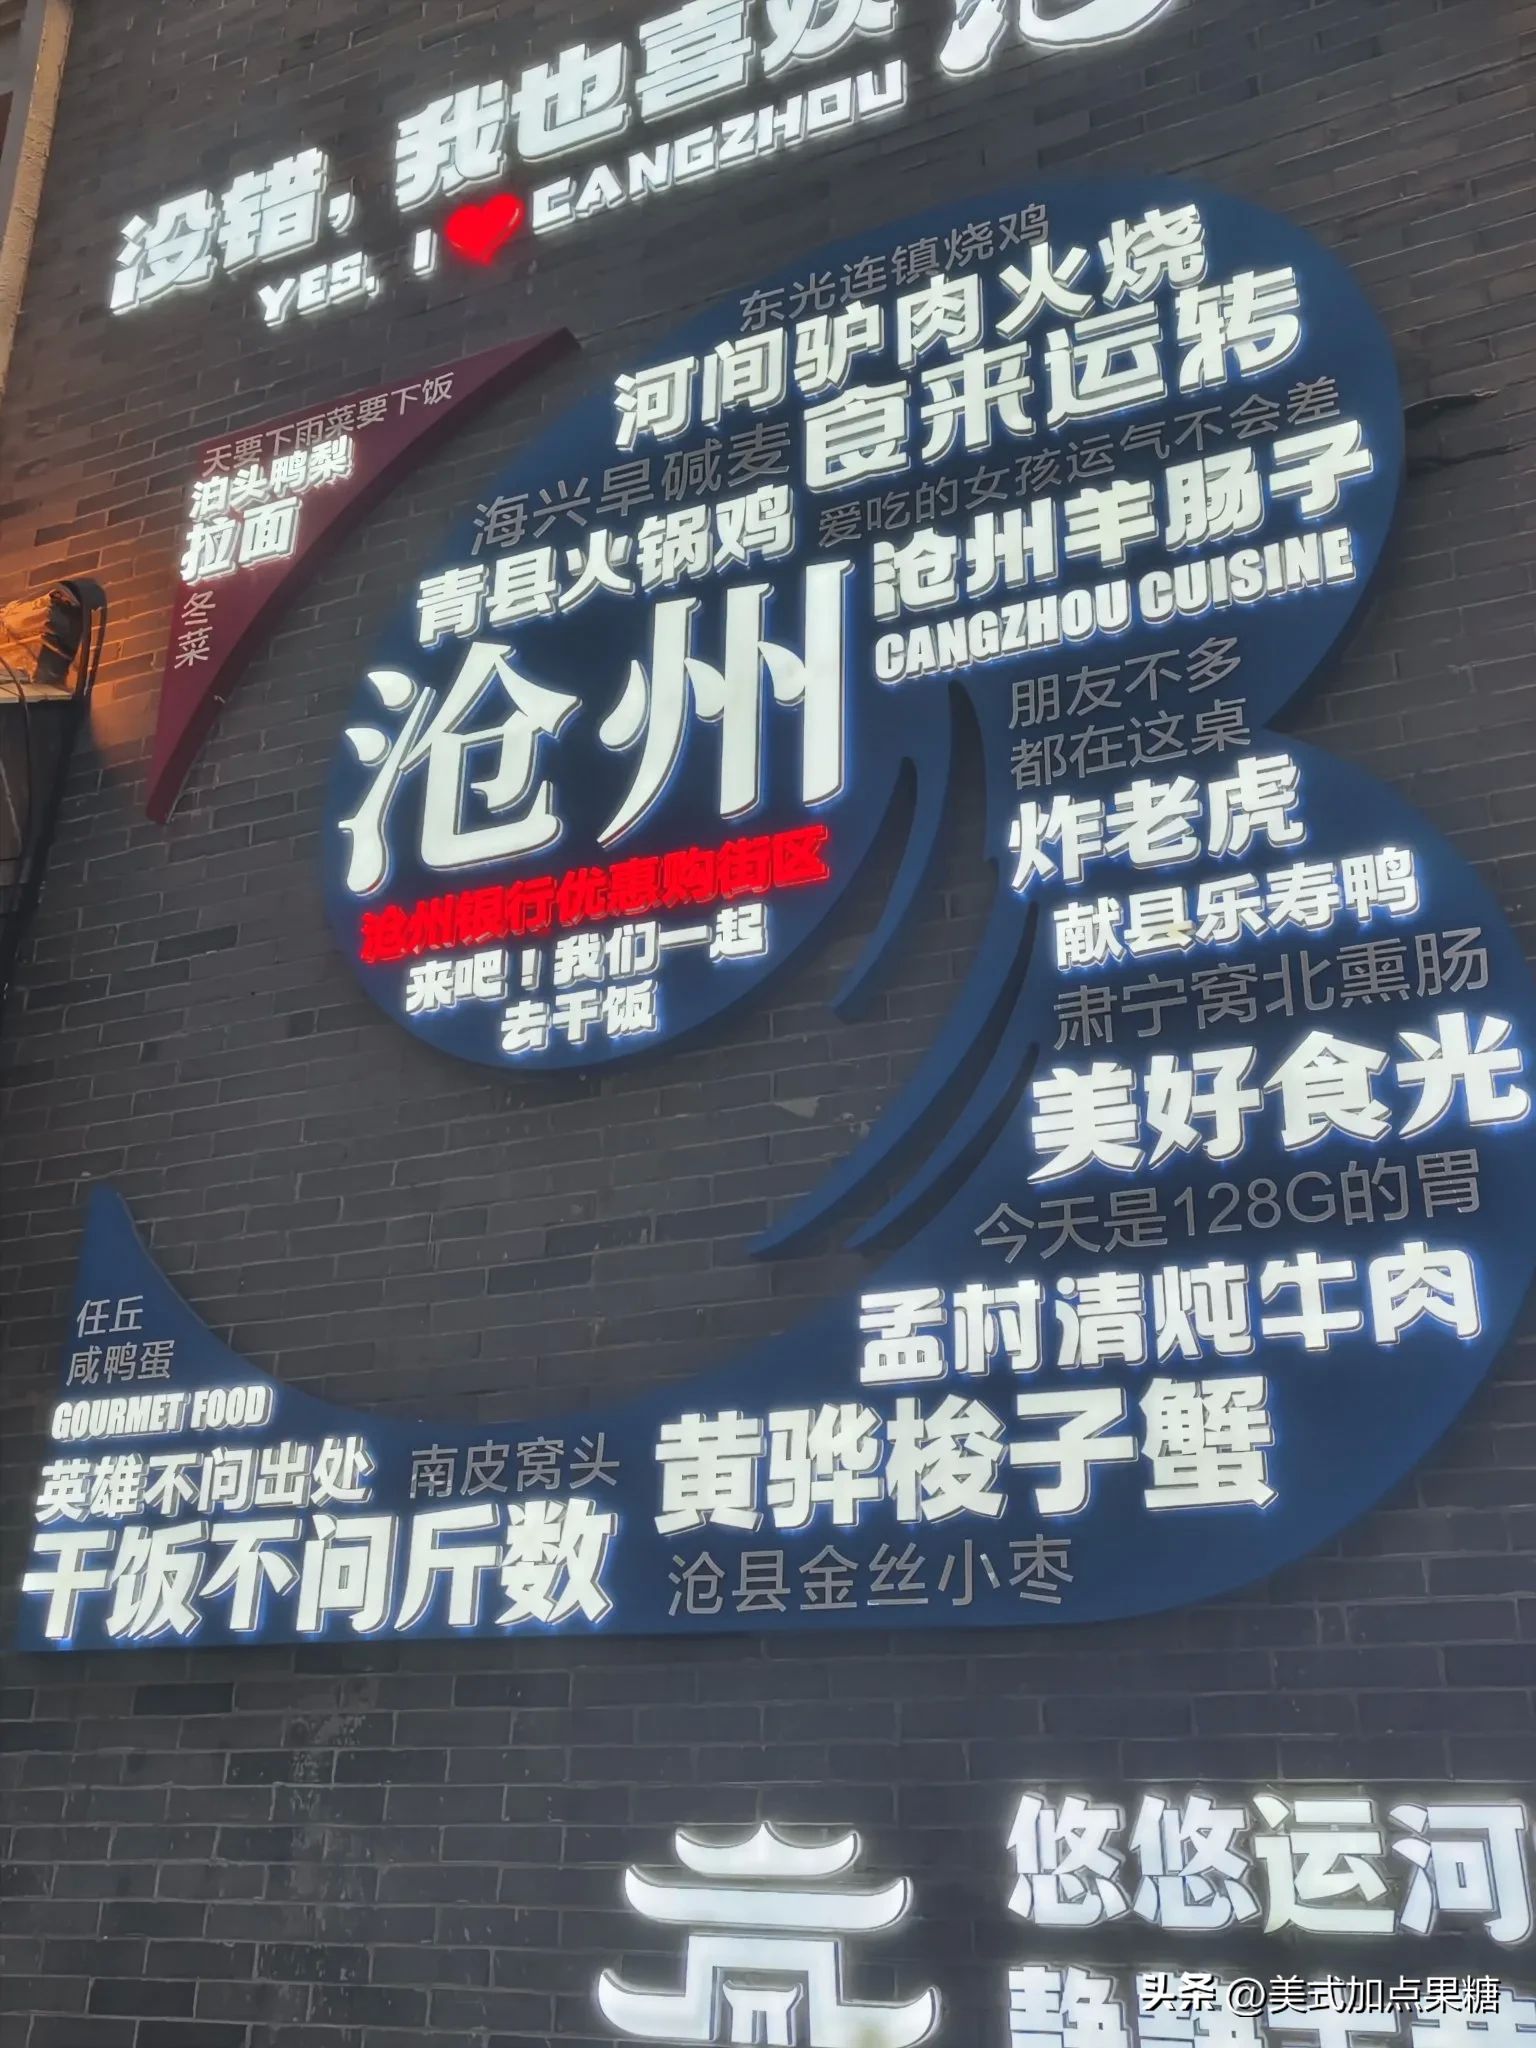 没错，我也喜欢沧
YES, I CANGZHOU
东光连镇烧鸡
河间驴肉火烧
食来运转
天要下雨菜要下饭
泊头鸭梨
拉面
冬菜
海兴旱碱麦
爱吃的女孩运气不会差
青县火锅鸡
沧州羊肠子
CANGZHOU CUISINE
沧州
朋友不多
都在这桌
炸老虎
沧州银行优惠购街区
来吧！我们一起
去干饭
献县乐寿鸭
肃宁窝北熏肠
美好食光
今天是128G的胃
孟村清炖牛肉
任丘
咸鸭蛋
GOURMET FOOD
英雄不问出处
南皮窝头
黄骅梭子蟹
干饭不问斤数
沧县金丝小枣
悠悠运河
头条 @美式加点果糖